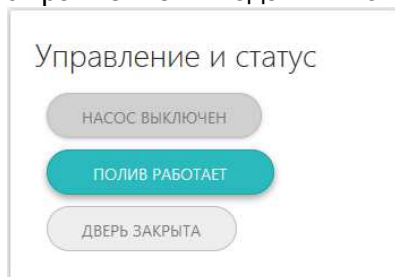 Управление и статус
НАСОС ВЫКЛЮЧЕН
ПОЛИВ РАБОТАЕТ
ДВЕРЬ ЗАКРЫТА